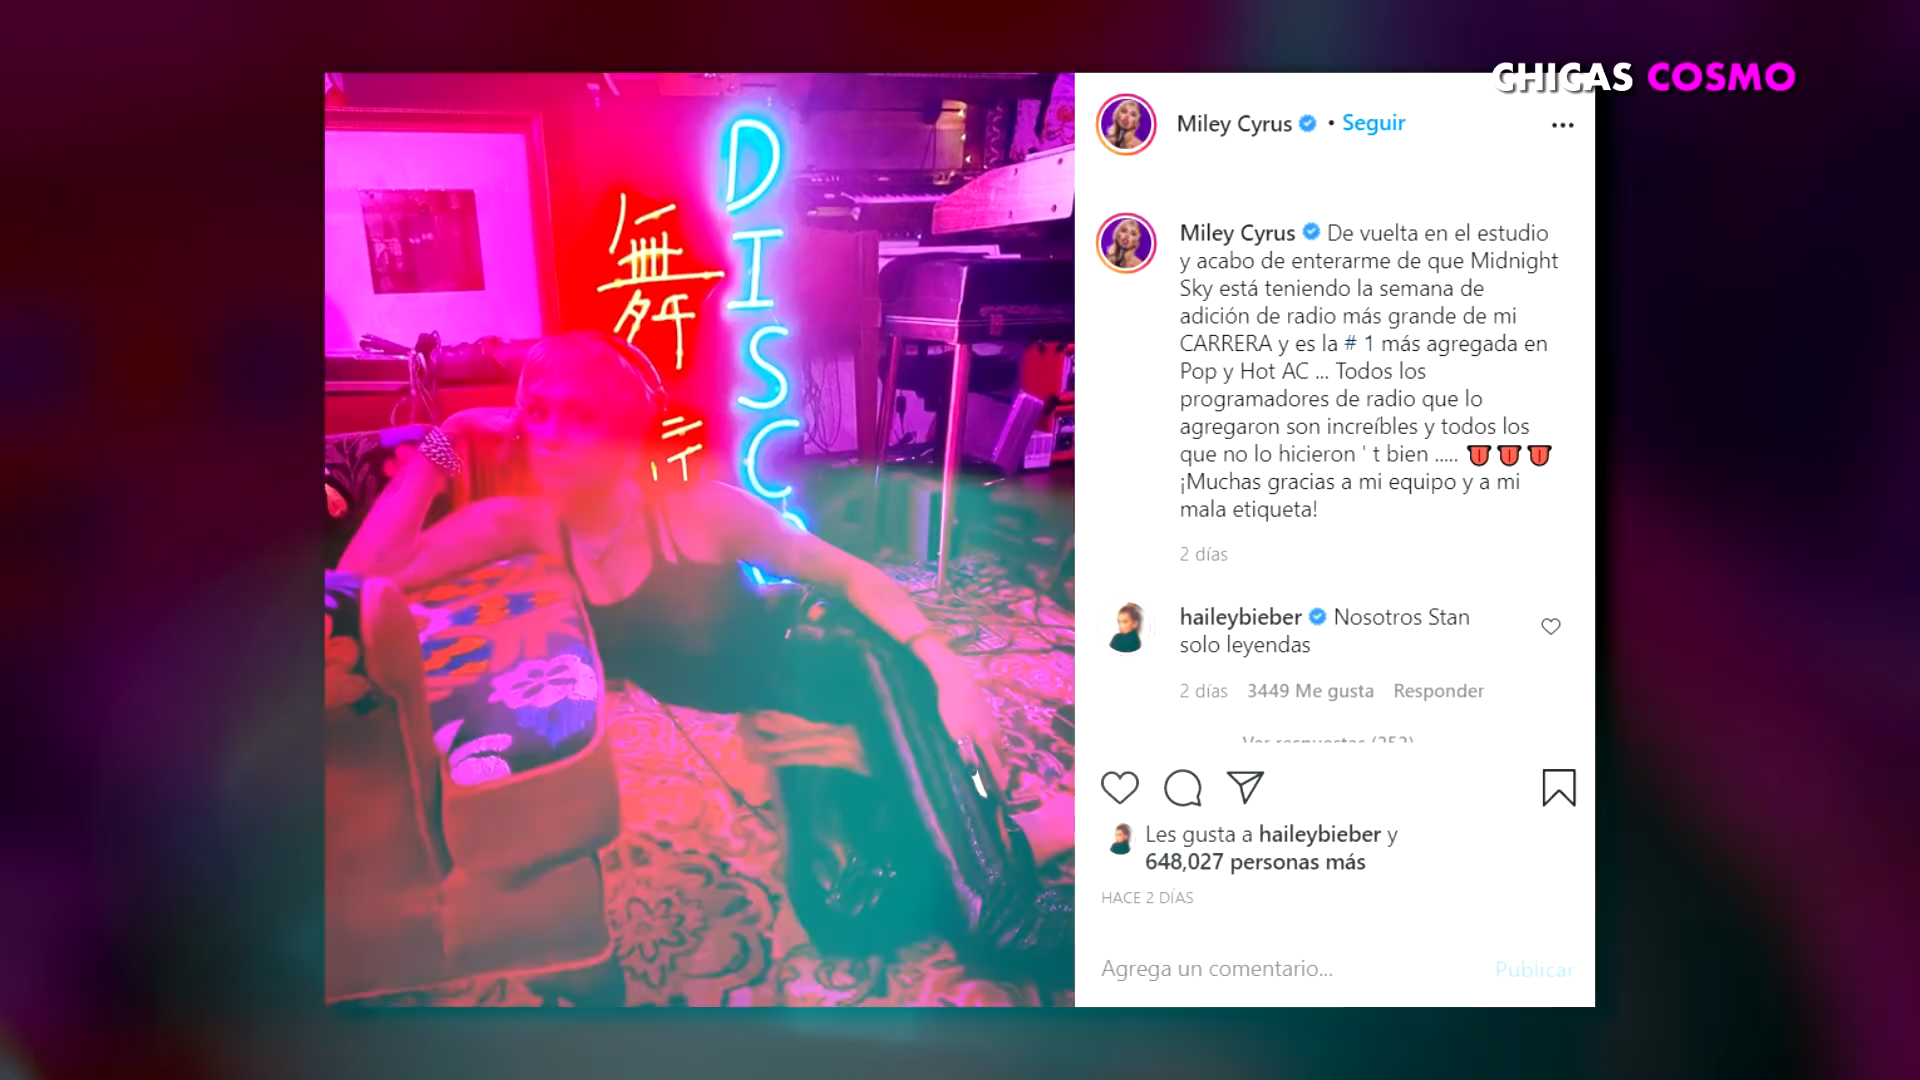 CHICAS COSMO
DISCO
舞
Miley Cyrus • Seguir
Miley Cyrus De vuelta en el estudio
y acabo de enterarme de que Midnight
Sky está teniendo la semana de
adición de radio más grande de mi
CARRERA y es la # 1 más agregada en
Pop y Hot AC ... Todos los
programadores de radio que lo
agregaron son increíbles y todos los
que no lo hicieron ' t bien .....
¡Muchas gracias a mi equipo y a mi
mala etiqueta!
2 días
haileybieber Nosotros Stan
solo leyendas
2 días 3449 Me gusta Responder
Ver respuestas (252)
Les gusta a haileybieber y
648,027 personas más
HACE 2 DÍAS
Agrega un comentario... Publicar